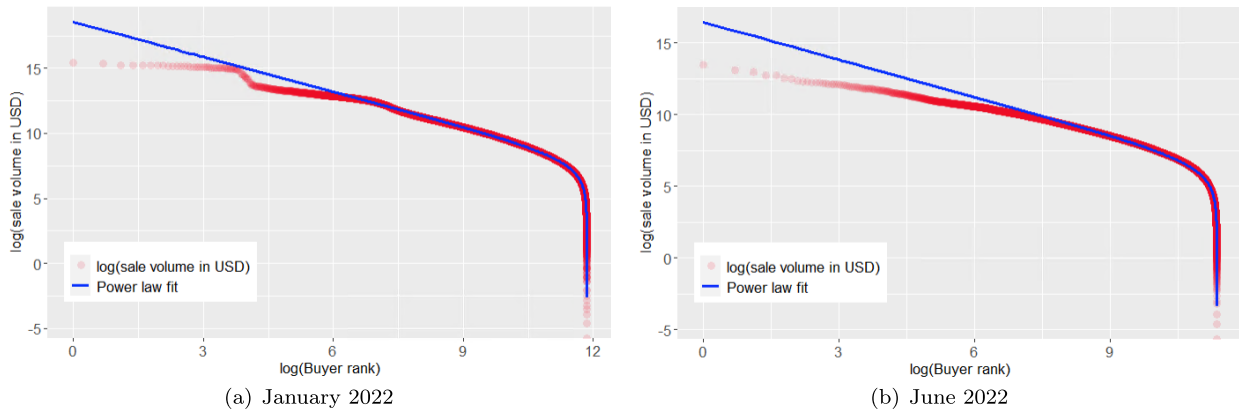 15
10
5
0
-5
log(sale volume in USD)
log(sale volume in USD)
Power law fit
0 3 6 9 12
log(Buyer rank)
(a) January 2022
15
10
5
0
-5
log(sale volume in USD)
log(sale volume in USD)
Power law fit
0 3 6 9
log(Buyer rank)
(b) June 2022